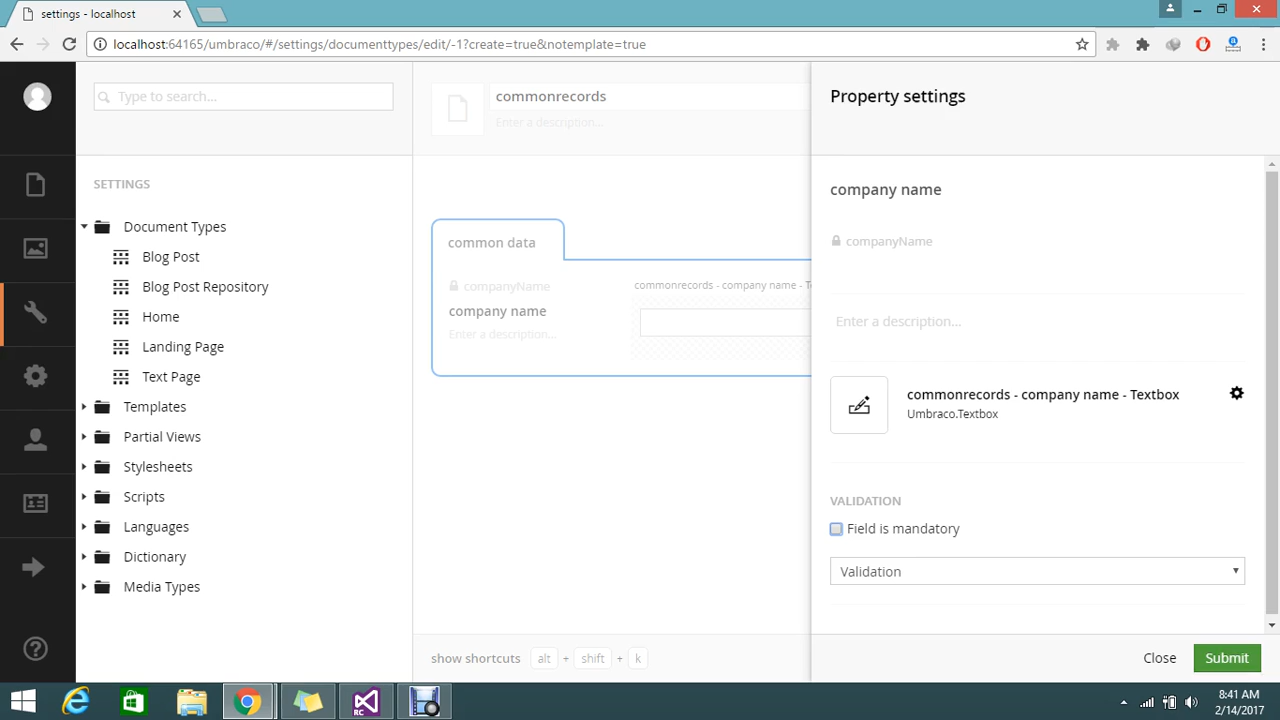 settings - localhost
localhost:64165/umbraco/#/settings/documenttypes/edit/-1?create=true&notemplate=true
Type to search...
commonrecords
Enter a description...
Property settings
SETTINGS
Document Types
Blog Post
Blog Post Repository
Home
Landing Page
Text Page
Templates
Partial Views
Stylesheets
Scripts
Languages
Dictionary
Media Types
common data
companyName
commonrecords - company name - T
company name
Enter a description...
company name
companyName
Enter a description...
commonrecords - company name - Textbox
Umbraco.Textbox
VALIDATION
Field is mandatory
Validation
show shortcuts alt + shift + k
Close Submit
8:41 AM
2/14/2017